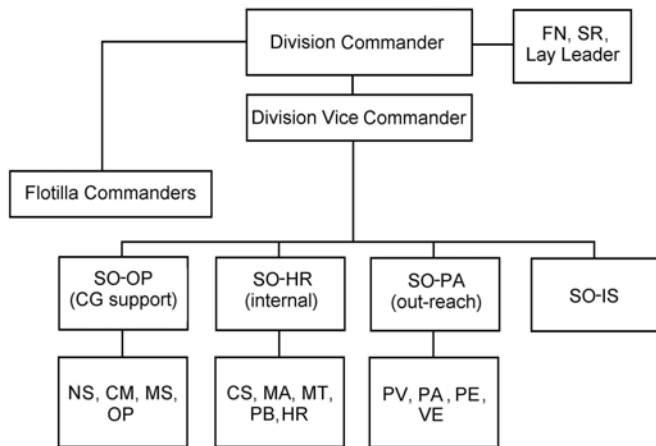 Division Commander
FN, SR,
Lay Leader
Division Vice Commander
Flotilla Commanders
SO-OP
(CG support)
SO-HR
(internal)
SO-PA
(out-reach)
SO-IS
NS, CM, MS,
OP
CS, MA, MT,
PB,HR
PV, PA, PE,
VE